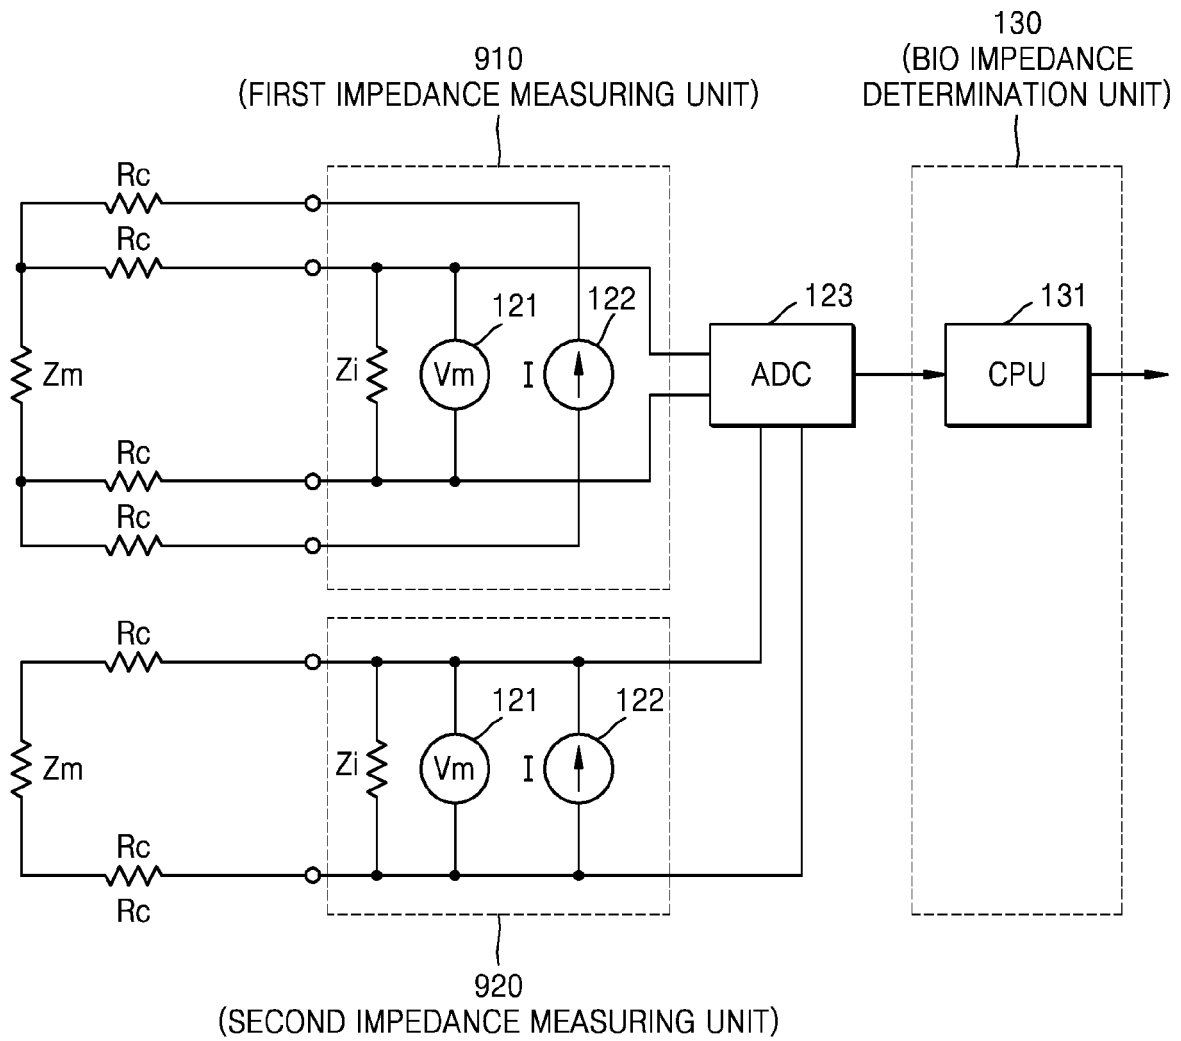 130
(BIO IMPEDANCE
DETERMINATION UNIT)
910
(FIRST IMPEDANCE MEASURING UNIT)
Rc
Rc
121
122
123
131
Zm
Zi
Vm
I
ADC
CPU
Rc
Rc
Rc
121
122
Zm
Zi
Vm
I
Rc
Rc
920
(SECOND IMPEDANCE MEASURING UNIT)